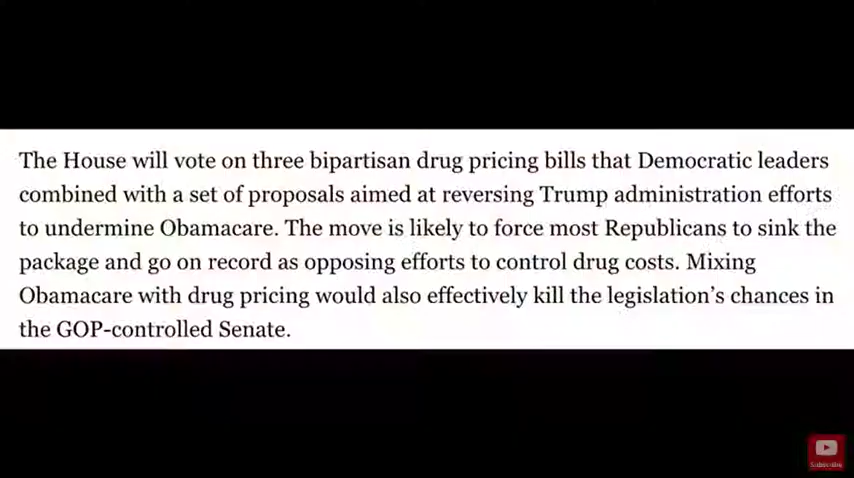 The House will vote on three bipartisan drug pricing bills that Democratic leaders
combined with a set of proposals aimed at reversing Trump administration efforts
to undermine Obamacare. The move is likely to force most Republicans to sink the
package and go on record as opposing efforts to control drug costs. Mixing
Obamacare with drug pricing would also effectively kill the legislation’s chances in
the GOP-controlled Senate.
Subscribe